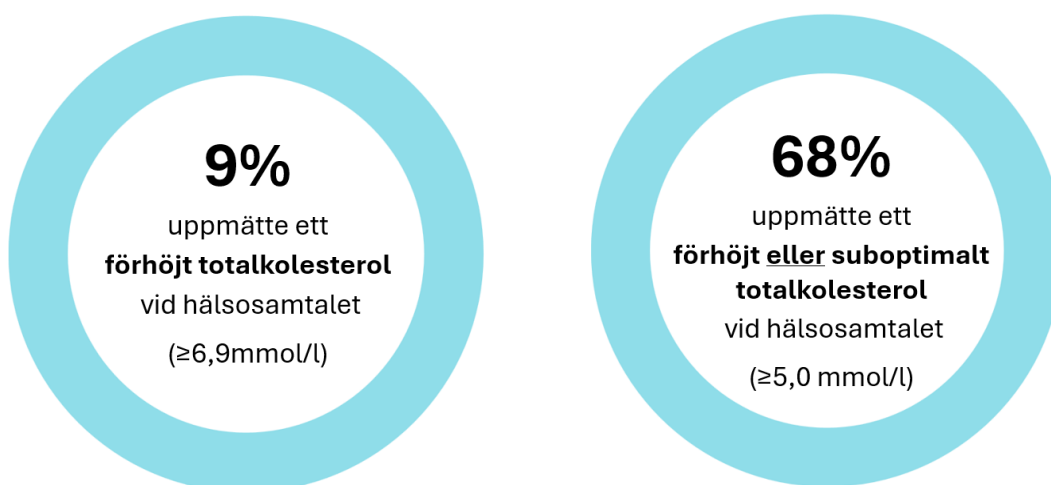 9%
uppmätte ett
förhöjt totalkolesterol
vid hälsosamtalet
(≥6,9mmol/l)
68%
uppmätte ett
förhöjt eller suboptimalt
totalkolesterol
vid hälsosamtalet
(≥5,0 mmol/l)